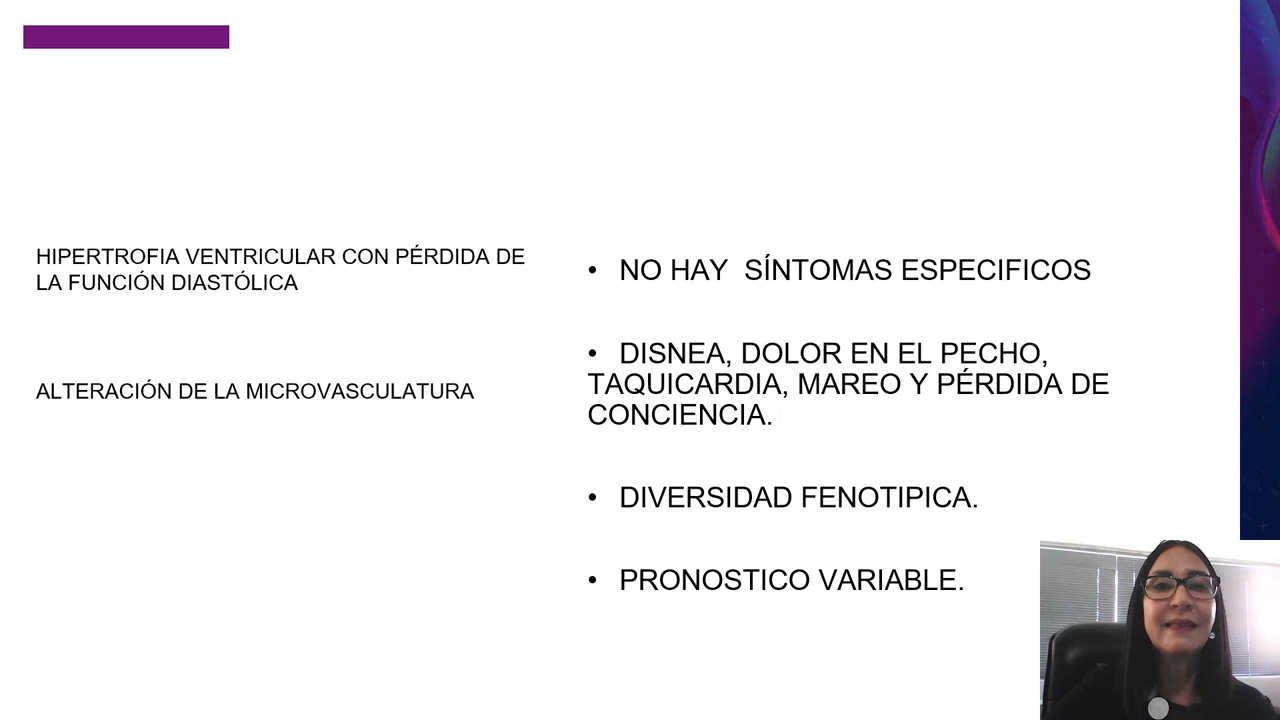 HIPERTROFIA VENTRICULAR CON PÉRDIDA DE
LA FUNCIÓN DIASTÓLICA
ALTERACIÓN DE LA MICROVASCULATURA
• NO HAY  SÍNTOMAS ESPECIFICOS
• DISNEA, DOLOR EN EL PECHO,
TAQUICARDIA, MAREO Y PÉRDIDA DE
CONCIENCIA.
• DIVERSIDAD FENOTIPICA.
• PRONOSTICO VARIABLE.